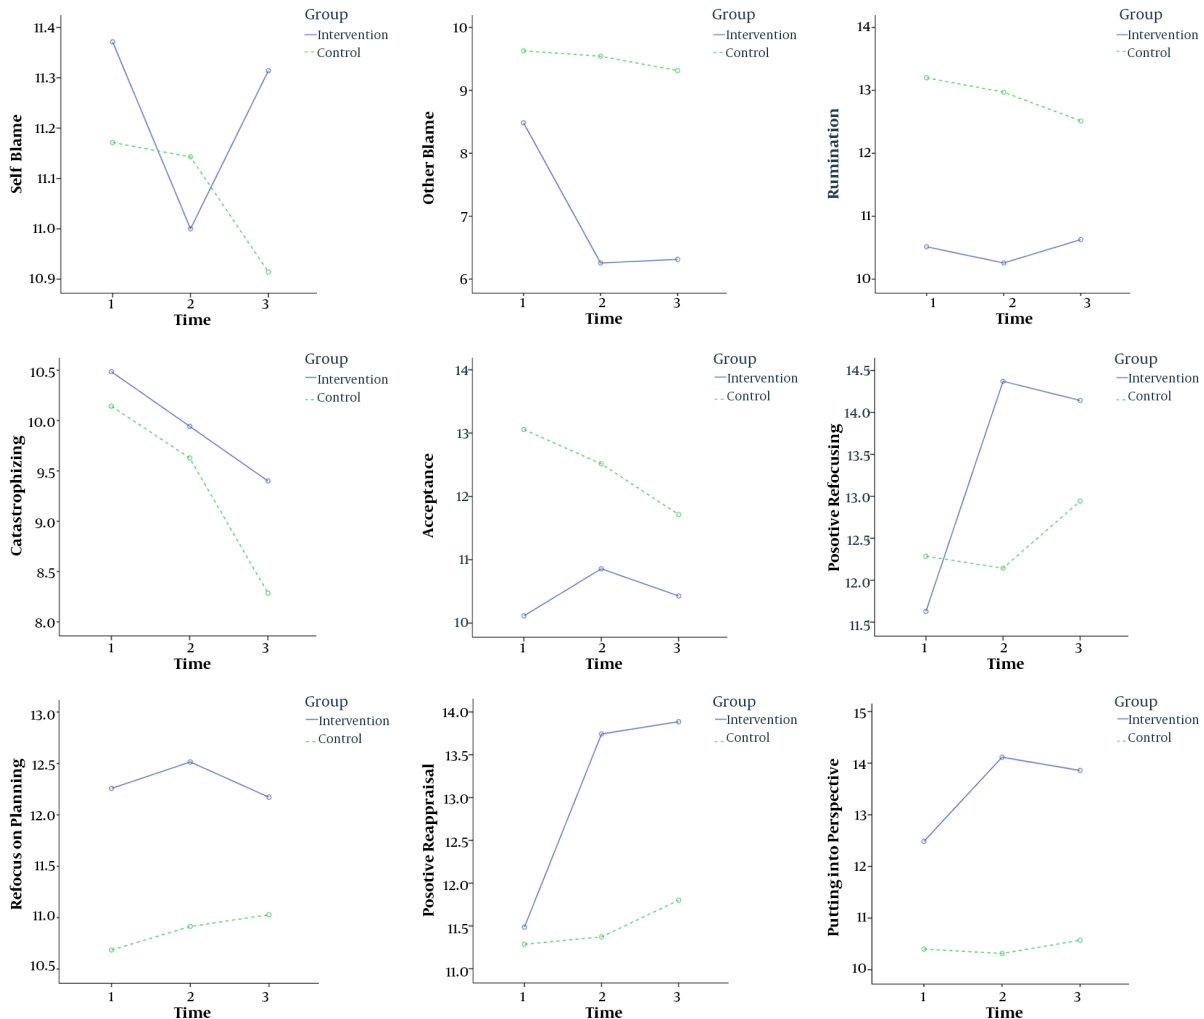 Group
Intervention
Control
11.4
11.3
11.2
11.1
11.0
10.9
Self Blame
1 2 3
Time
Group
Intervention
Control
10
9
8
7
6
Other Blame
1 2 3
Time
Group
Intervention
Control
14
13
12
11
10
Rumination
1 2 3
Time
Group
Intervention
Control
10.5
10.0
9.5
9.0
8.5
8.0
Catastrophizing
1 2 3
Time
Group
Intervention
Control
14
13
12
11
10
Acceptance
1 2 3
Time
Group
Intervention
Control
14.5
14.0
13.5
13.0
12.5
12.0
11.5
Posotive Refocusing
1 2 3
Time
Group
Intervention
Control
13.0
12.5
12.0
11.5
11.0
10.5
Refocus on Planning
1 2 3
Time
Group
Intervention
Control
14.0
13.5
13.0
12.5
12.0
11.5
11.0
Posotive Reappraisal
1 2 3
Time
Group
Intervention
Control
15
14
13
12
11
10
Putting into Perspective
1 2 3
Time